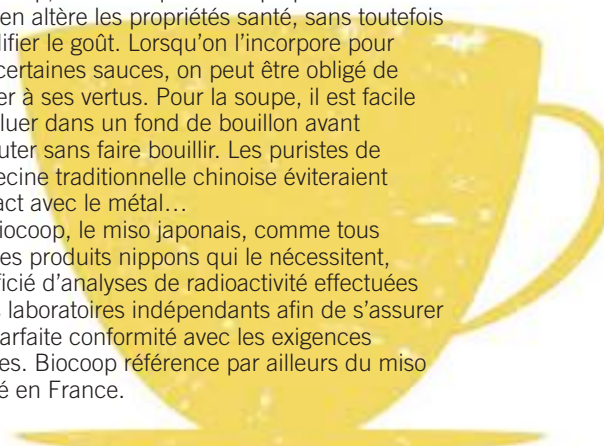 en altère les propriétés santé, sans toutefois
difier le goût. Lorsqu’on l’incorpore pour
certaines sauces, on peut être obligé de
er à ses vertus. Pour la soupe, il est facile
luer dans un fond de bouillon avant
uter sans faire bouillir. Les puristes de
ecine traditionnelle chinoise éviteraient
act avec le métal…
iocoop, le miso japonais, comme tous
es produits nippons qui le nécessitent,
ficié d’analyses de radioactivité effectuées
s laboratoires indépendants afin de s’assurer
arfaite conformité avec les exigences
es. Biocoop référence par ailleurs du miso
é en France.